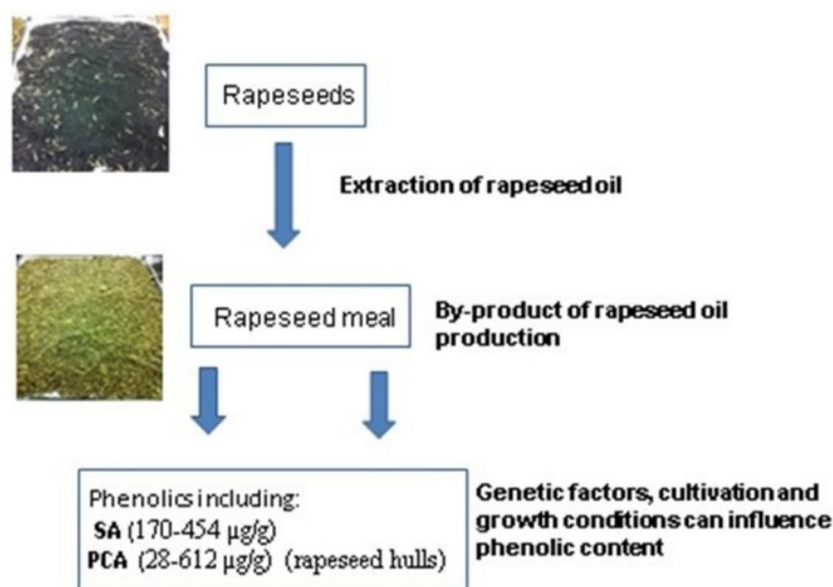 Rapeseeds
Extraction of rapeseed oil
Rapeseed meal
By-product of rapeseed oil
production
Phenolics including:
SA (170-454 µg/g)
PCA (28-612 µg/g) (rapeseed hulls)
Genetic factors, cultivation and
growth conditions can influence
phenolic content